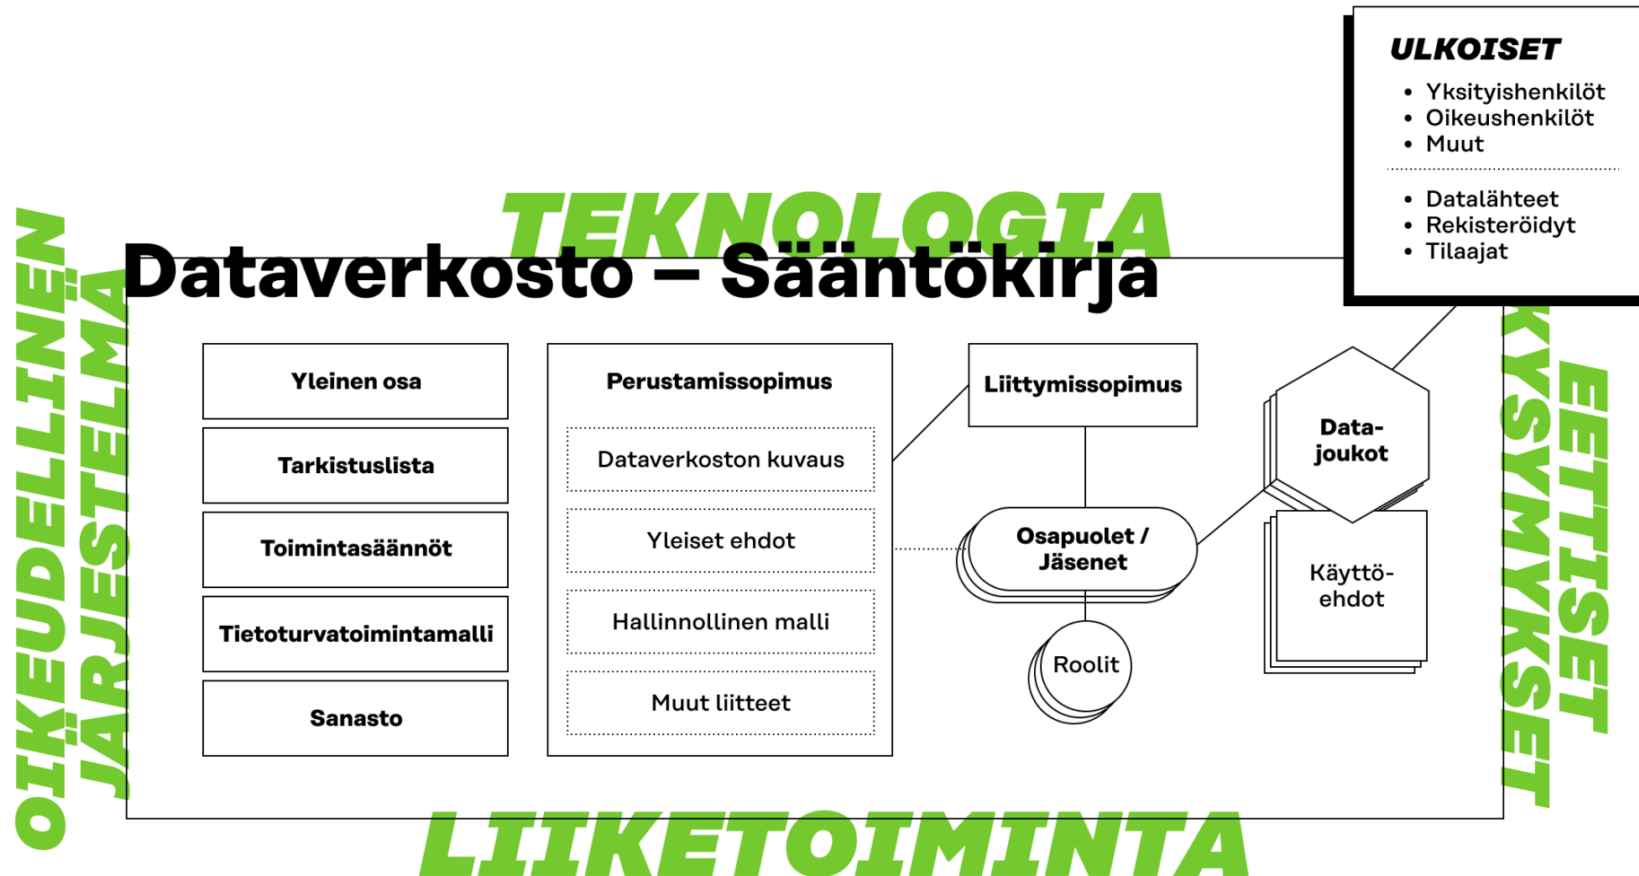 ULKOISET
• Yksityishenkilöt
• Oikeushenkilöt
• Muut
• Datalähteet
• Rekisteröidyt
• Tilaajat
TEKNOLOGIA
Dataverkosto – Sääntökirja
OIKEUDELLINEN
JÄRJESTELMÄ
Yleinen osa
Tarkistuslista
Toimintasäännöt
Tietoturvatoimintamalli
Sanasto
Perustamissopimus
Dataverkoston kuvaus
Yleiset ehdot
Hallinnollinen malli
Muut liitteet
Liittymissopimus
Osapuolet /
Jäsenet
Roolit
Data-
joukot
Käyttö-
ehdot
EETTISET
KYSYMYKSET
LIIKETOIMINTA